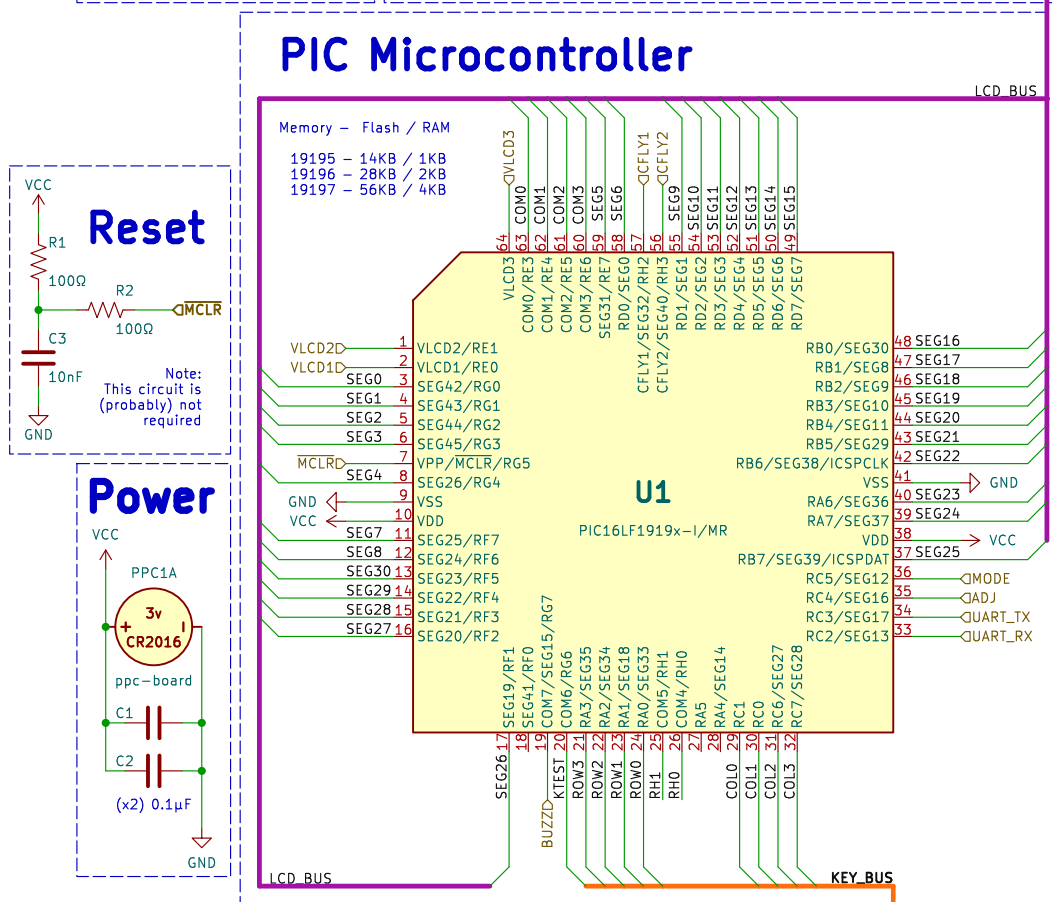 PIC Microcontroller
LCD_BUS
Memory – Flash / RAM
19195 – 14KB / 1KB
19196 – 28KB / 2KB
19197 – 56KB / 4KB
VLCD3
COM0
COM1
COM2
COM3
SEG5
SEG6
CFLY1
CFLY2
SEG9
SEG10
SEG11
SEG12
SEG13
SEG14
SEG15
64
63
62
61
60
59
58
57
56
55
54
53
52
51
50
49
VLCD3
COM0/RE3
COM1/RE4
COM2/RE5
COM3/RE6
SEG31/RE7
RD0/SEG0
CFLY1/SEG32/RH2
CFLY2/SEG40/RH3
RD1/SEG1
RD2/SEG2
RD3/SEG3
RD4/SEG4
RD5/SEG5
RD6/SEG6
RD7/SEG7
Reset
VCC
R1
100Ω
R2
100Ω
MCLR
C3
10nF
GND
Note:
This circuit is
(probably) not
required
Power
VCC
PPC1A
3v
+ –
CR2016
ppc-board
C1
C2
(x2) 0.1µF
GND
VLCD2 1 VLCD2/RE1
VLCD1 2 VLCD1/RE0
SEG0 3 SEG42/RG0
SEG1 4 SEG43/RG1
SEG2 5 SEG44/RG2
SEG3 6 SEG45/RG3
MCLR 7 VPP/MCLR/RG5
SEG4 8 SEG26/RG4
GND 9 VSS
VCC 10 VDD
SEG7 11 SEG25/RF7
SEG8 12 SEG24/RF6
SEG30 13 SEG23/RF5
SEG29 14 SEG22/RF4
SEG28 15 SEG21/RF3
SEG27 16 SEG20/RF2
U1
PIC16LF1919x-I/MR
RB0/SEG30 48 SEG16
RB1/SEG8 47 SEG17
RB2/SEG9 46 SEG18
RB3/SEG10 45 SEG19
RB4/SEG11 44 SEG20
RB5/SEG29 43 SEG21
RB6/SEG38/ICSPCLK 42 SEG22
VSS 41 GND
RA6/SEG36 40 SEG23
RA7/SEG37 39 SEG24
VDD 38 VCC
RB7/SEG39/ICSPDAT 37 SEG25
RC5/SEG12 36 MODE
RC4/SEG16 35 ADJ
RC3/SEG17 34 UART_TX
RC2/SEG13 33 UART_RX
SEG19/RF1
SEG41/RF0
COM7/SEG15/RG7
COM6/RG6
RA3/SEG35
RA2/SEG34
RA1/SEG18
RA0/SEG33
COM5/RH1
COM4/RH0
RA5
RA4/SEG14
RC1
RC0
RC6/SEG27
RC7/SEG28
17
18
19
20
21
22
23
24
25
26
27
28
29
30
31
32
SEG26
BUZZ
KTEST
ROW3
ROW2
ROW1
ROW0
RH1
RH0
COL0
COL1
COL2
COL3
LCD_BUS
KEY_BUS